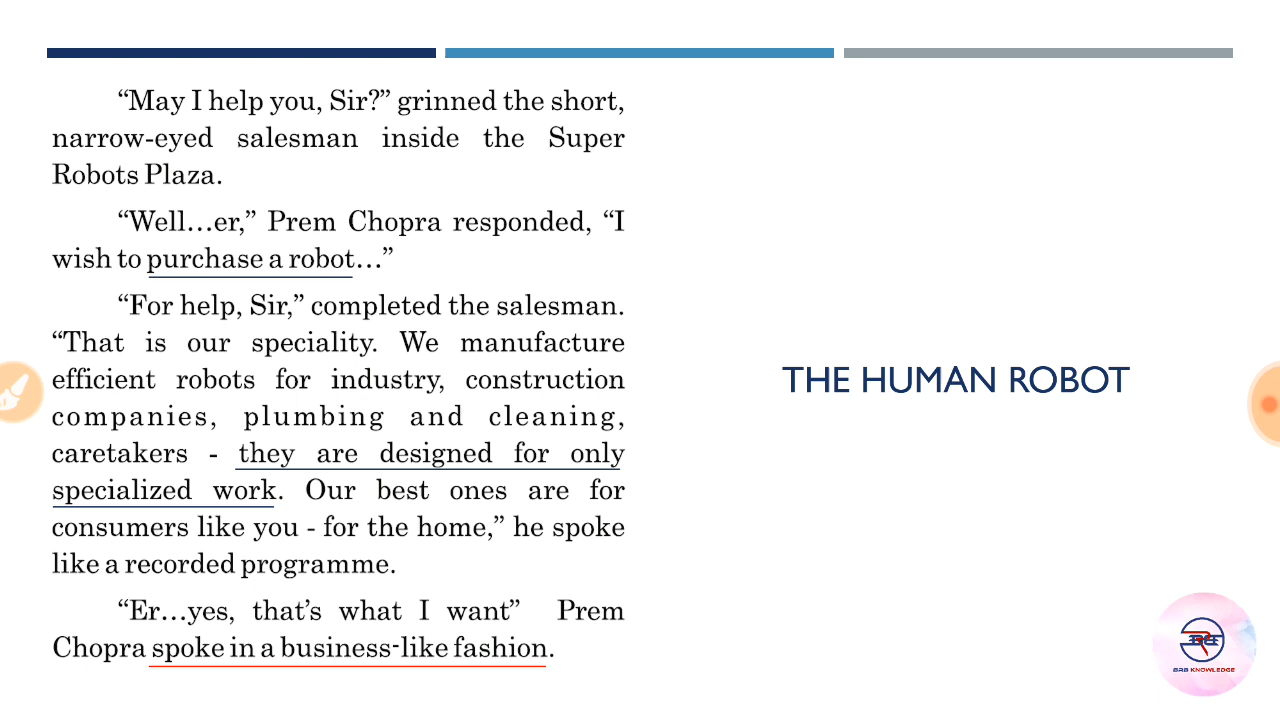 “May I help you, Sir?” grinned the short,
narrow-eyed salesman inside the Super
Robots Plaza.
“Well...er,” Prem Chopra responded, “I
wish to purchase a robot...”
“For help, Sir,” completed the salesman.
“That is our speciality. We manufacture
efficient robots for industry, construction
companies, plumbing and cleaning,
caretakers - they are designed for only
specialized work. Our best ones are for
consumers like you - for the home,” he spoke
like a recorded programme.
“Er...yes, that’s what I want” Prem
Chopra spoke in a business-like fashion.
THE HUMAN ROBOT
BRB KNOWLEDGE